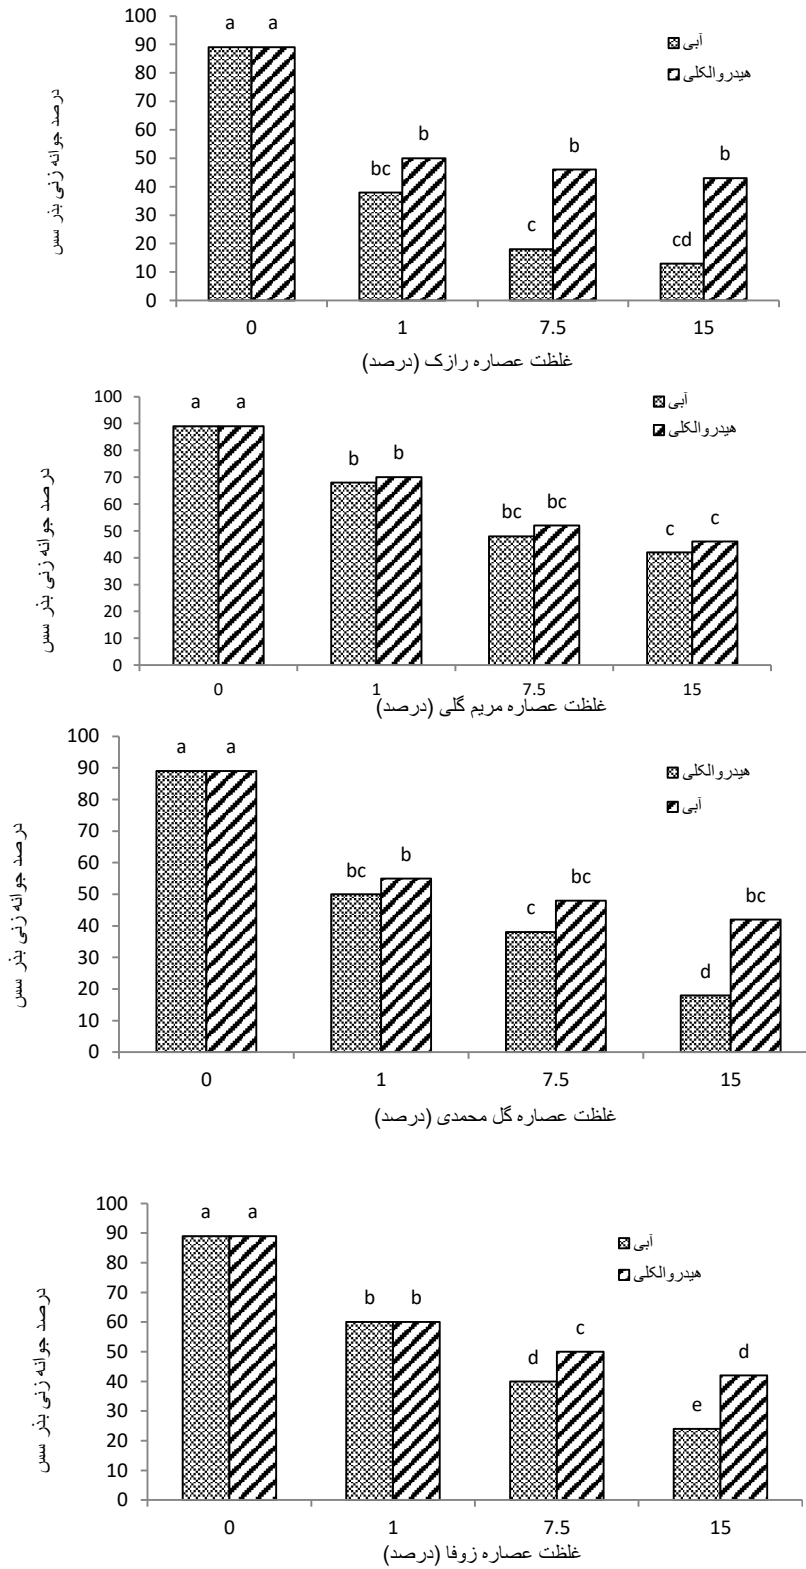 100
90
80
70
60
50
40
30
20
10
0
درصد جوانه زنی بذر سس
a a
bc b
c b
cd b
آبی
هیدروالکلی
0 1 7.5 15
غلظت عصاره رازک (درصد)
100
90
80
70
60
50
40
30
20
10
0
درصد جوانه زنی بذر سس
a a
b b
bc bc
c c
آبی
هیدروالکلی
0 1 7.5 15
غلظت عصاره مریم گلی (درصد)
100
90
80
70
60
50
40
30
20
10
0
درصد جوانه زنی بذر سس
a a
bc b
c bc
d bc
هیدروالکلی
آبی
0 1 7.5 15
غلظت عصاره گل محمدی (درصد)
100
90
80
70
60
50
40
30
20
10
0
درصد جوانه زنی بذر سس
a a
b b
d c
e d
آبی
هیدروالکلی
0 1 7.5 15
غلظت عصاره زوفا (درصد)